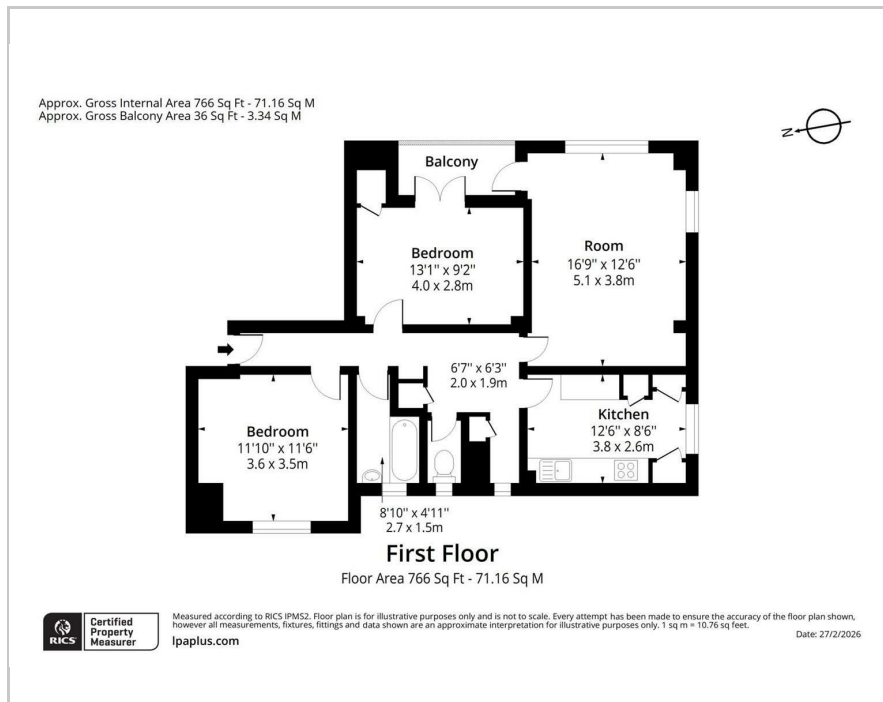 Approx. Gross Internal Area 766 Sq Ft - 71.16 Sq M
Approx. Gross Balcony Area 36 Sq Ft - 3.34 Sq M
N
Balcony
Bedroom
13'1" x 9'2"
4.0 x 2.8m
Room
16'9" x 12'6"
5.1 x 3.8m
6'7" x 6'3"
2.0 x 1.9m
Kitchen
12'6" x 8'6"
3.8 x 2.6m
Bedroom
11'10" x 11'6"
3.6 x 3.5m
8'10" x 4'11"
2.7 x 1.5m
First Floor
Floor Area 766 Sq Ft - 71.16 Sq M
RICS
Certified
Property
Measurer
Measured according to RICS IPMS2. Floor plan is for illustrative purposes only and is not to scale. Every attempt has been made to ensure the accuracy of the floor plan shown,
however all measurements, fixtures, fittings and data shown are an approximate interpretation for illustrative purposes only. 1 sq m = 10.76 sq feet.
lpaplus.com
Date: 27/2/2026